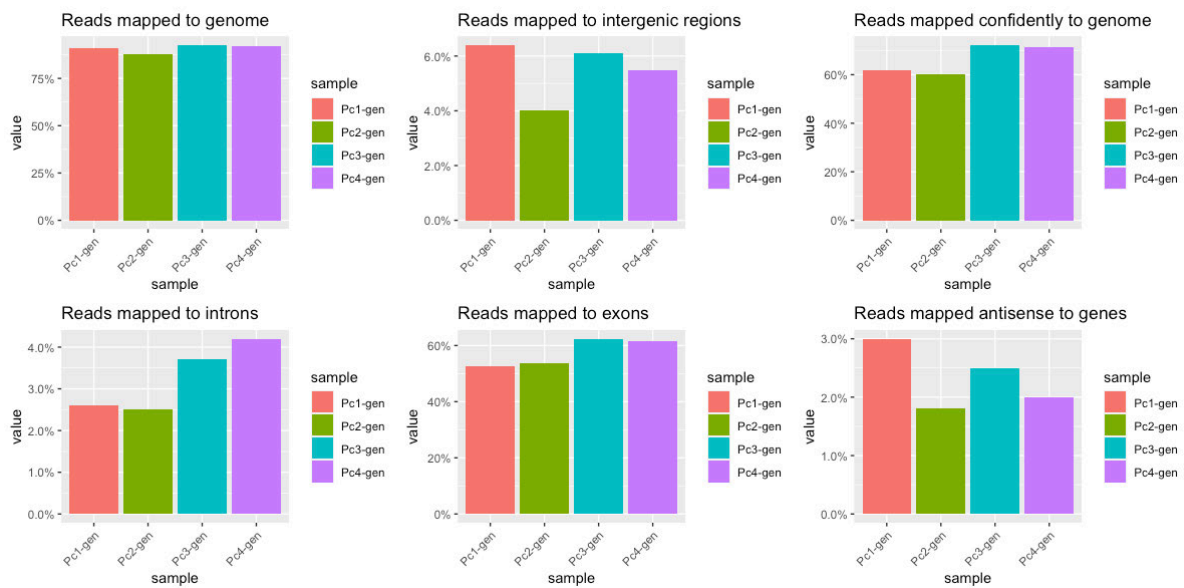 Reads mapped to genome
75%
50%
25%
0%
value
Pc1-gen
Pc2-gen
Pc3-gen
Pc4-gen
sample
sample
Pc1-gen
Pc2-gen
Pc3-gen
Pc4-gen
Reads mapped to intergenic regions
6.0%
4.0%
2.0%
0.0%
value
Pc1-gen
Pc2-gen
Pc3-gen
Pc4-gen
sample
sample
Pc1-gen
Pc2-gen
Pc3-gen
Pc4-gen
Reads mapped confidently to genome
60%
40%
20%
0%
value
Pc1-gen
Pc2-gen
Pc3-gen
Pc4-gen
sample
sample
Pc1-gen
Pc2-gen
Pc3-gen
Pc4-gen
Reads mapped to introns
4.0%
3.0%
2.0%
1.0%
0.0%
value
Pc1-gen
Pc2-gen
Pc3-gen
Pc4-gen
sample
sample
Pc1-gen
Pc2-gen
Pc3-gen
Pc4-gen
Reads mapped to exons
60%
40%
20%
0%
value
Pc1-gen
Pc2-gen
Pc3-gen
Pc4-gen
sample
sample
Pc1-gen
Pc2-gen
Pc3-gen
Pc4-gen
Reads mapped antisense to genes
3.0%
2.0%
1.0%
0.0%
value
Pc1-gen
Pc2-gen
Pc3-gen
Pc4-gen
sample
sample
Pc1-gen
Pc2-gen
Pc3-gen
Pc4-gen